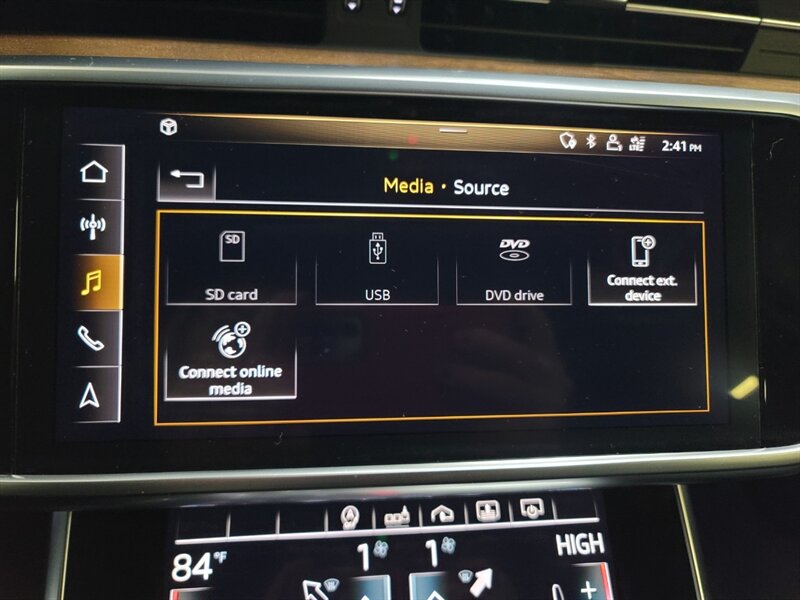 LTE 2:41 PM
Media • Source
SD
SD card
USB
DVD
DVD drive
Connect ext.
device
Connect online
media
84°F
1
1
HIGH
+